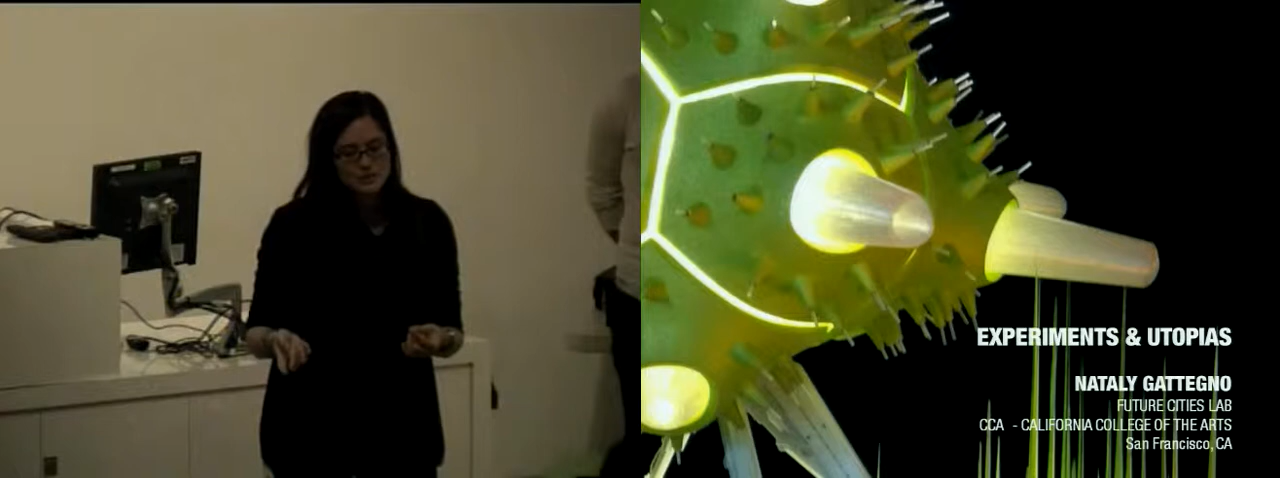 EXPERIMENTS & UTOPIAS
NATALY GATTEGNO
FUTURE CITIES LAB
CCA - CALIFORNIA COLLEGE OF THE ARTS
San Francisco, CA